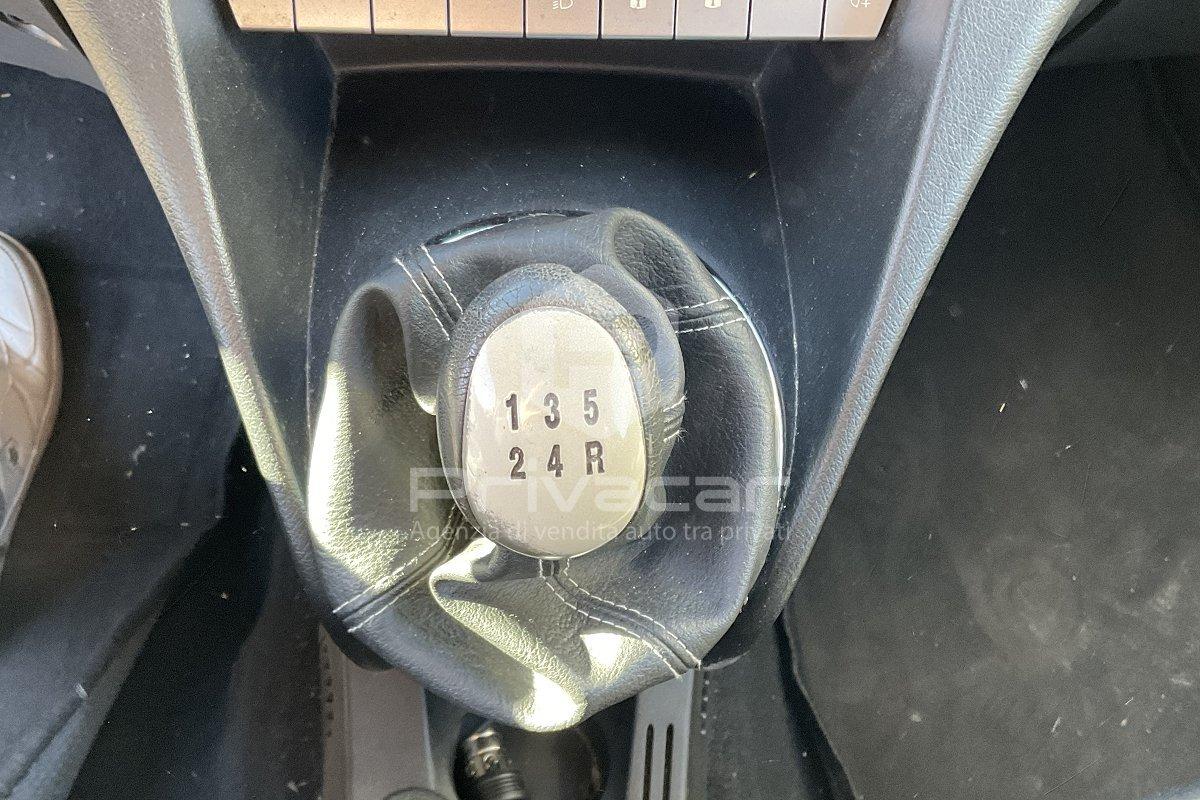 1 3 5
2 4 R
Privacar
Agenzia di vendita auto tra privati